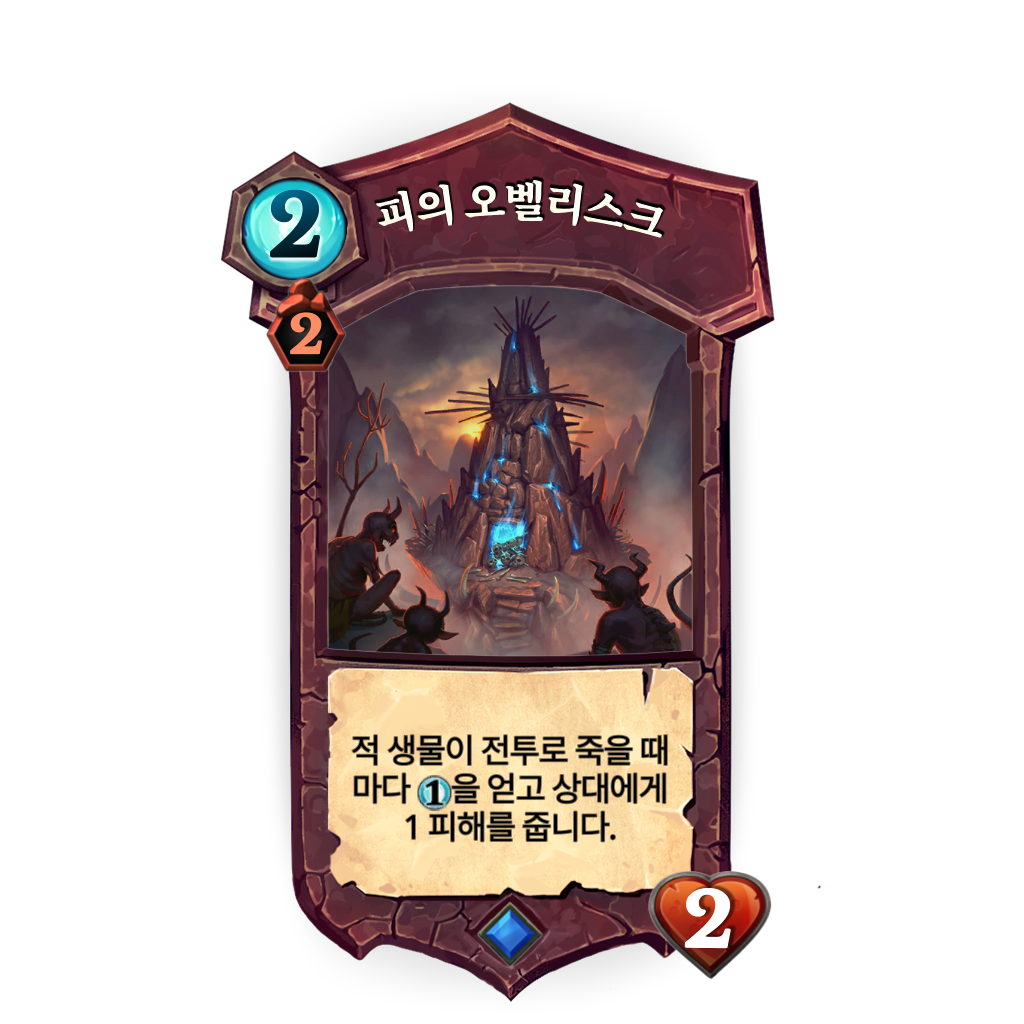 2
피의 오벨리스크
2
적 생물이 전투로 죽을 때
마다 1을 얻고 상대에게
1 피해를 줍니다.
2